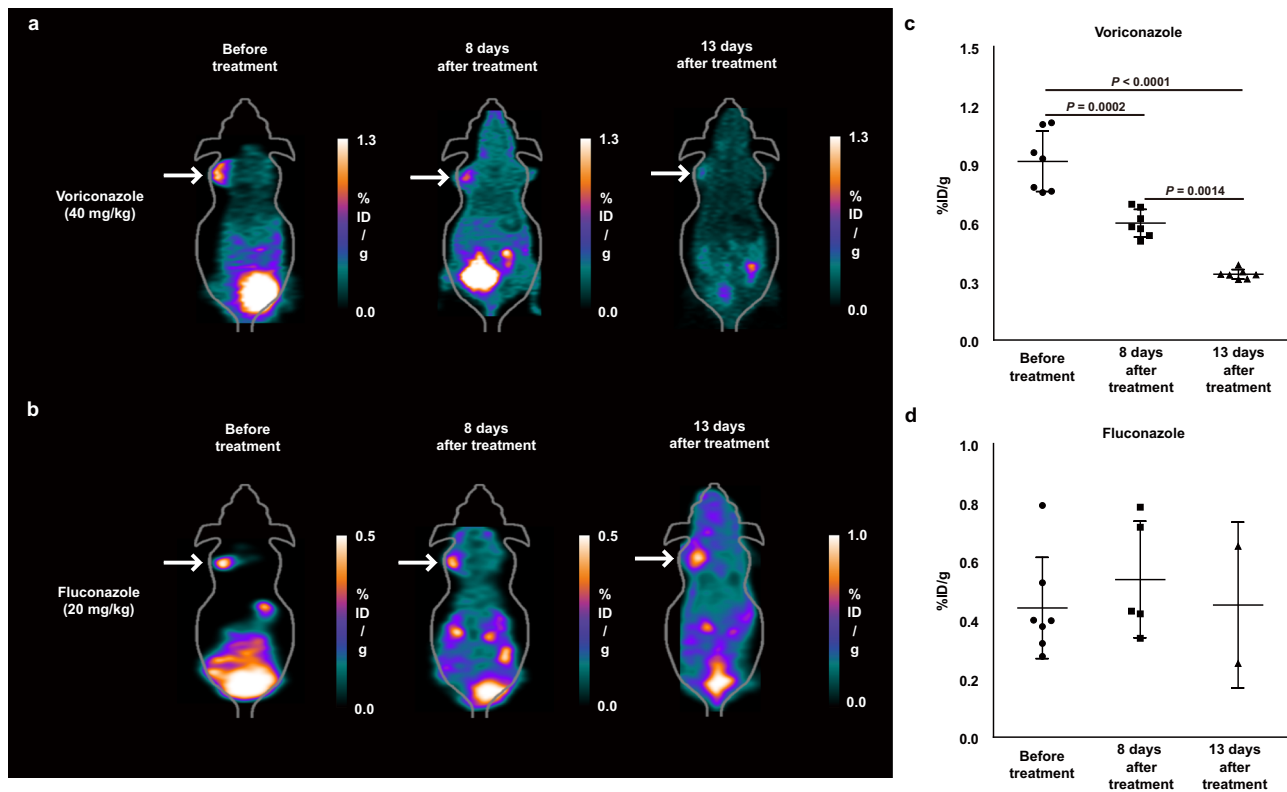 a
Before
treatment
8 days
after treatment
13 days
after treatment
Voriconazole
(40 mg/kg)
1.3
%
ID
/
g
0.0
1.3
%
ID
/
g
0.0
1.3
%
ID
/
g
0.0
b
Before
treatment
8 days
after treatment
13 days
after treatment
Fluconazole
(20 mg/kg)
0.5
%
ID
/
g
0.0
0.5
%
ID
/
g
0.0
1.0
%
ID
/
g
0.0
c
Voriconazole
1.5
1.2
0.9
0.6
0.3
0.0
%ID/g
P < 0.0001
P = 0.0002
P = 0.0014
Before
treatment
8 days
after
treatment
13 days
after
treatment
d
Fluconazole
1.0
0.8
0.6
0.4
0.2
0.0
%ID/g
Before
treatment
8 days
after
treatment
13 days
after
treatment